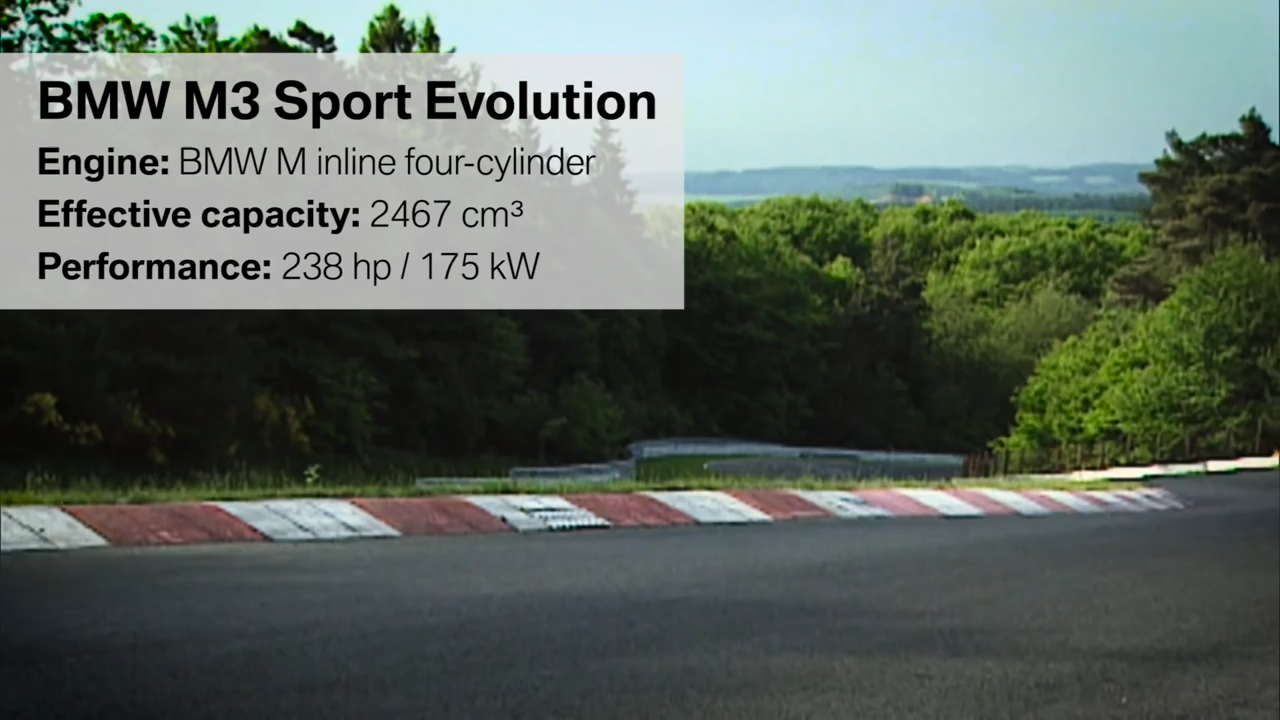 BMW M3 Sport Evolution
Engine: BMW M inline four-cylinder
Effective capacity: 2467 cm³
Performance: 238 hp / 175 kW